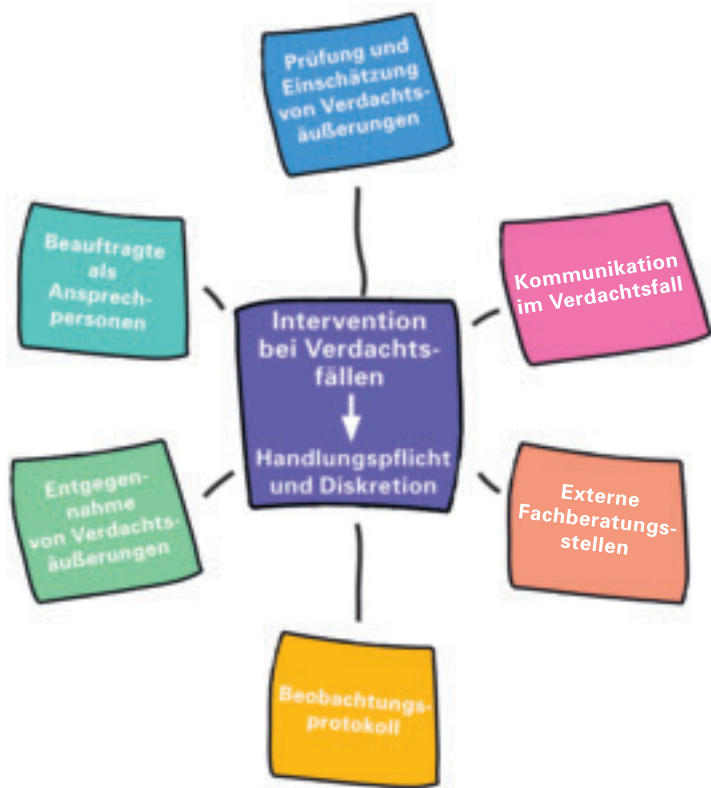 Prüfung und
Einschätzung
von Verdachts-
äußerungen
Beauftragte
als
Ansprech-
personen
Kommunikation
im Verdachtsfall
Intervention
bei Verdachts-
fällen
Handlungspflicht
und Diskretion
Entgegen-
nahme
von Verdachts-
äußerungen
Externe
Fachberatungs-
stellen
Beobachtungs-
protokoll